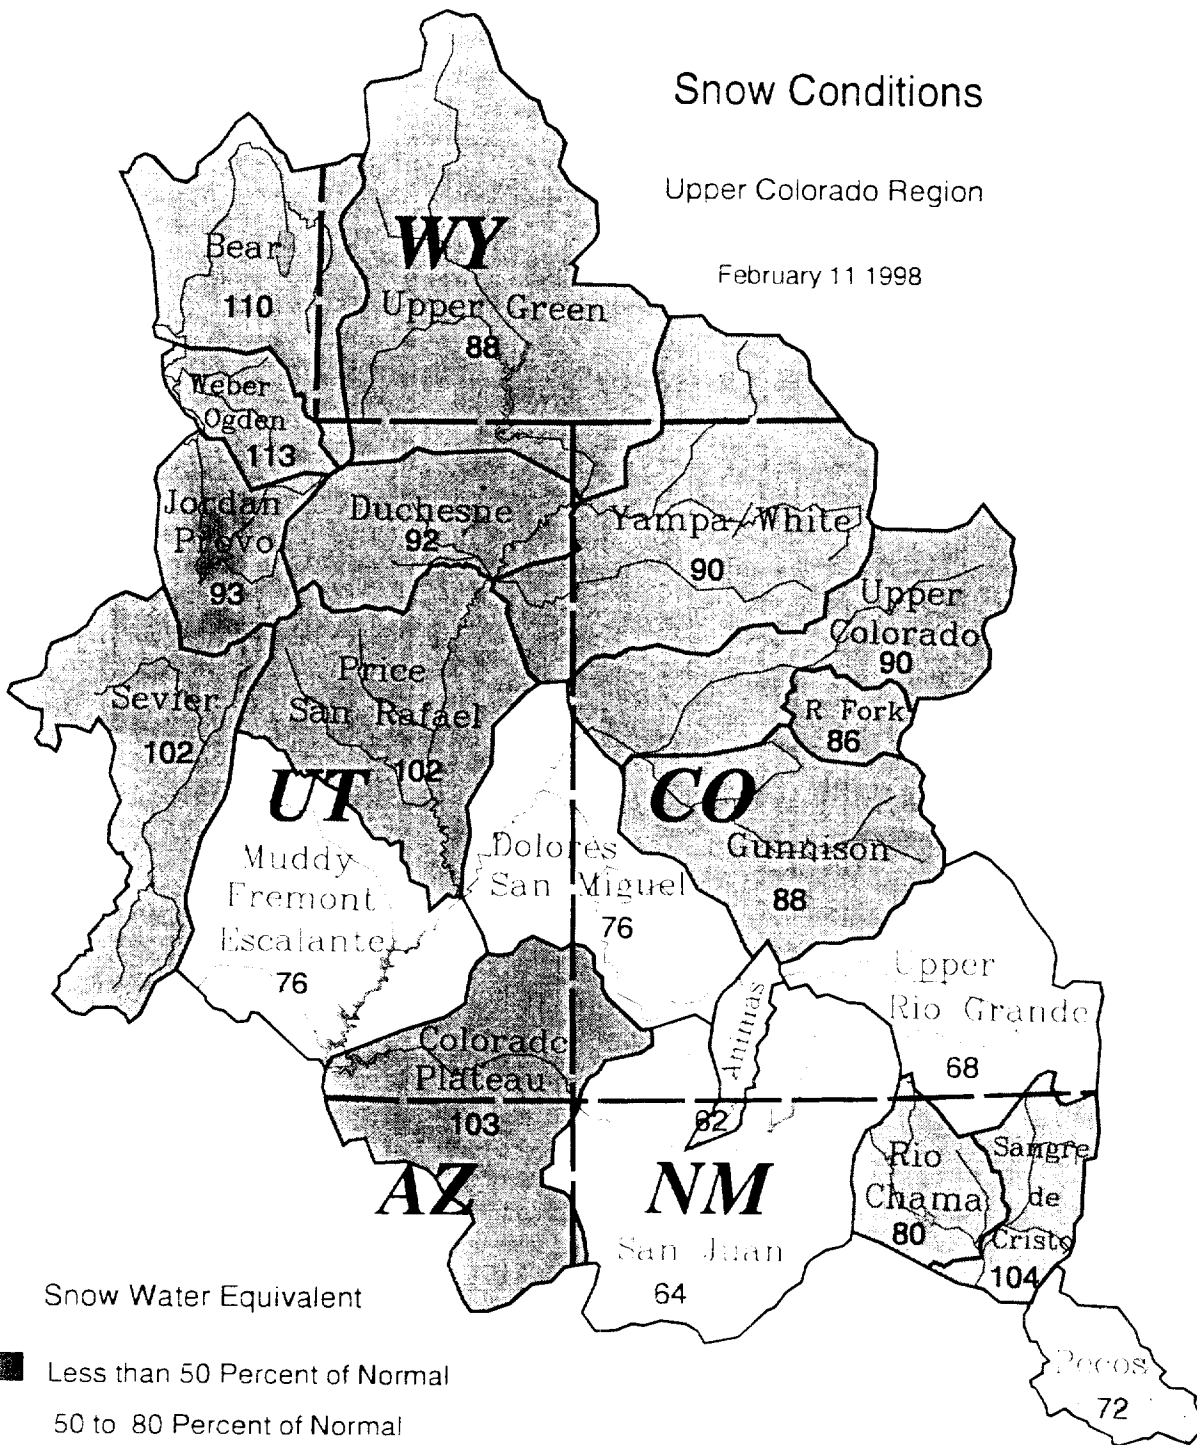 Snow Conditions
Upper Colorado Region
February 11 1998
WY
Bear
110
Upper Green
88
Weber
Ogden
113
Jordan
Provo
93
Duchesne
92
Yampa/White
90
Upper
Colorado
90
R Fork
86
Price
San Rafael
102
Sevier
102
UT
CO
Gunnison
88
Muddy
Fremont
Escalante
76
Dolores
San Miguel
76
Upper
Rio Grande
68
Animas
62
Colorado
Plateau
103
AZ
NM
San Juan
64
Rio
Chama
80
Sangre
de
Cristo
104
Pecos
72
Snow Water Equivalent
Less than 50 Percent of Normal
50 to 80 Percent of Normal